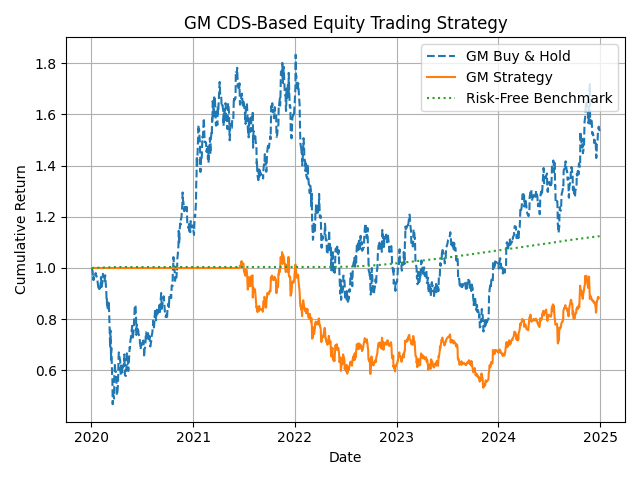 GM CDS-Based Equity Trading Strategy
GM Buy & Hold
GM Strategy
Risk-Free Benchmark
Cumulative Return
1.8
1.6
1.4
1.2
1.0
0.8
0.6
2020
2021
2022
2023
2024
2025
Date